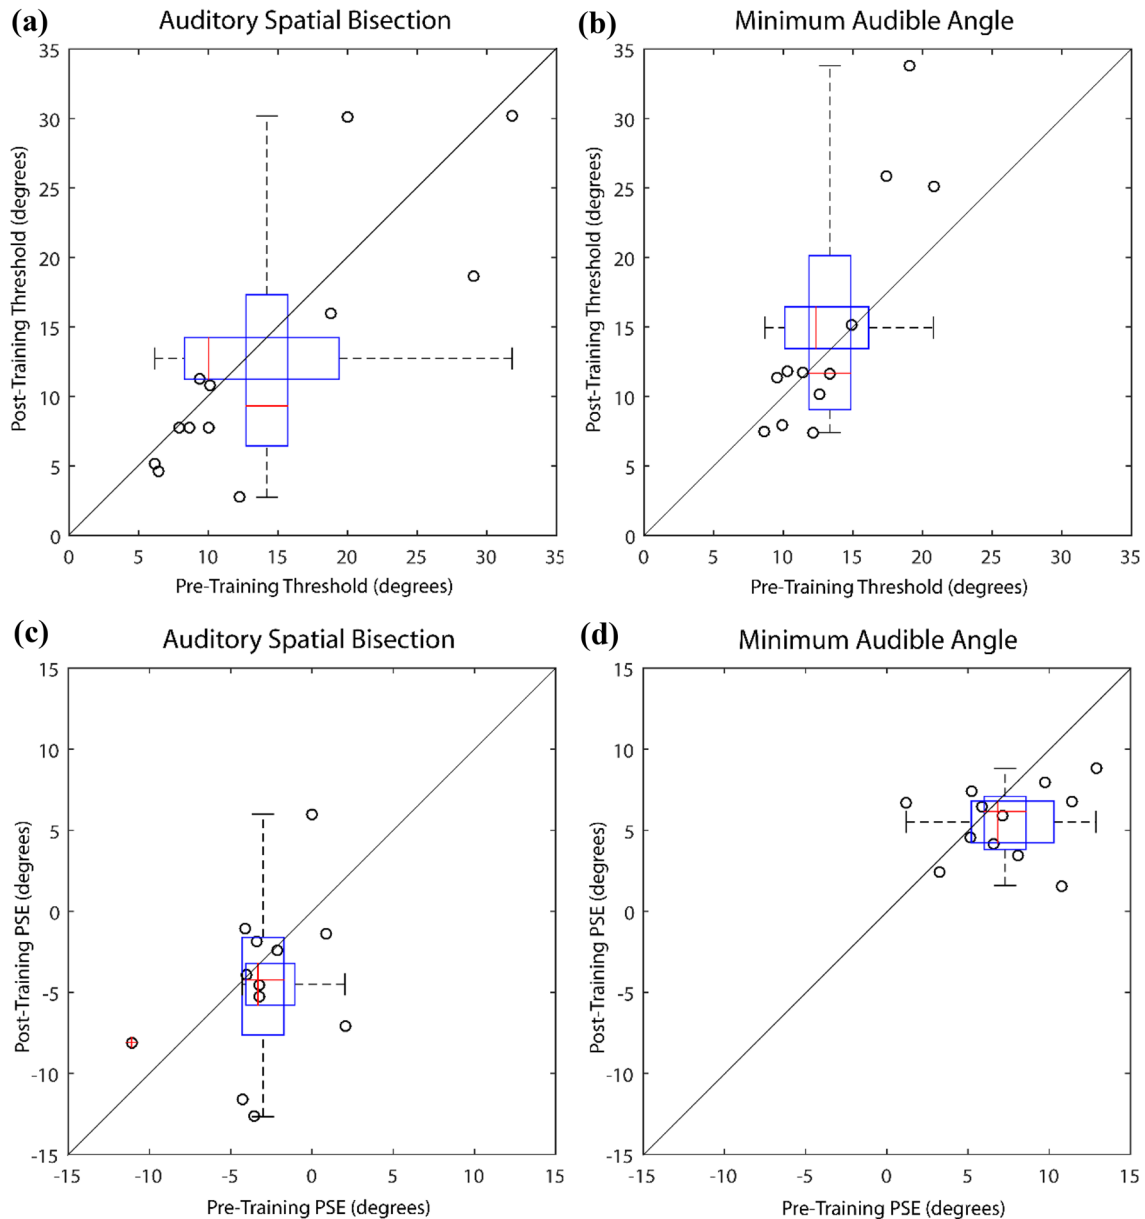 (a) Auditory Spatial Bisection
(b) Minimum Audible Angle
35
30
25
20
15
10
5
0
Post-Training Threshold (degrees)
0 5 10 15 20 25 30 35
Pre-Training Threshold (degrees)
35
30
25
20
15
10
5
0
Post-Training Threshold (degrees)
0 5 10 15 20 25 30 35
Pre-Training Threshold (degrees)
(c) Auditory Spatial Bisection
(d) Minimum Audible Angle
15
10
5
0
-5
-10
-15
Post-Training PSE (degrees)
-15 -10 -5 0 5 10 15
Pre-Training PSE (degrees)
15
10
5
0
-5
-10
-15
Post-Training PSE (degrees)
-15 -10 -5 0 5 10 15
Pre-Training PSE (degrees)